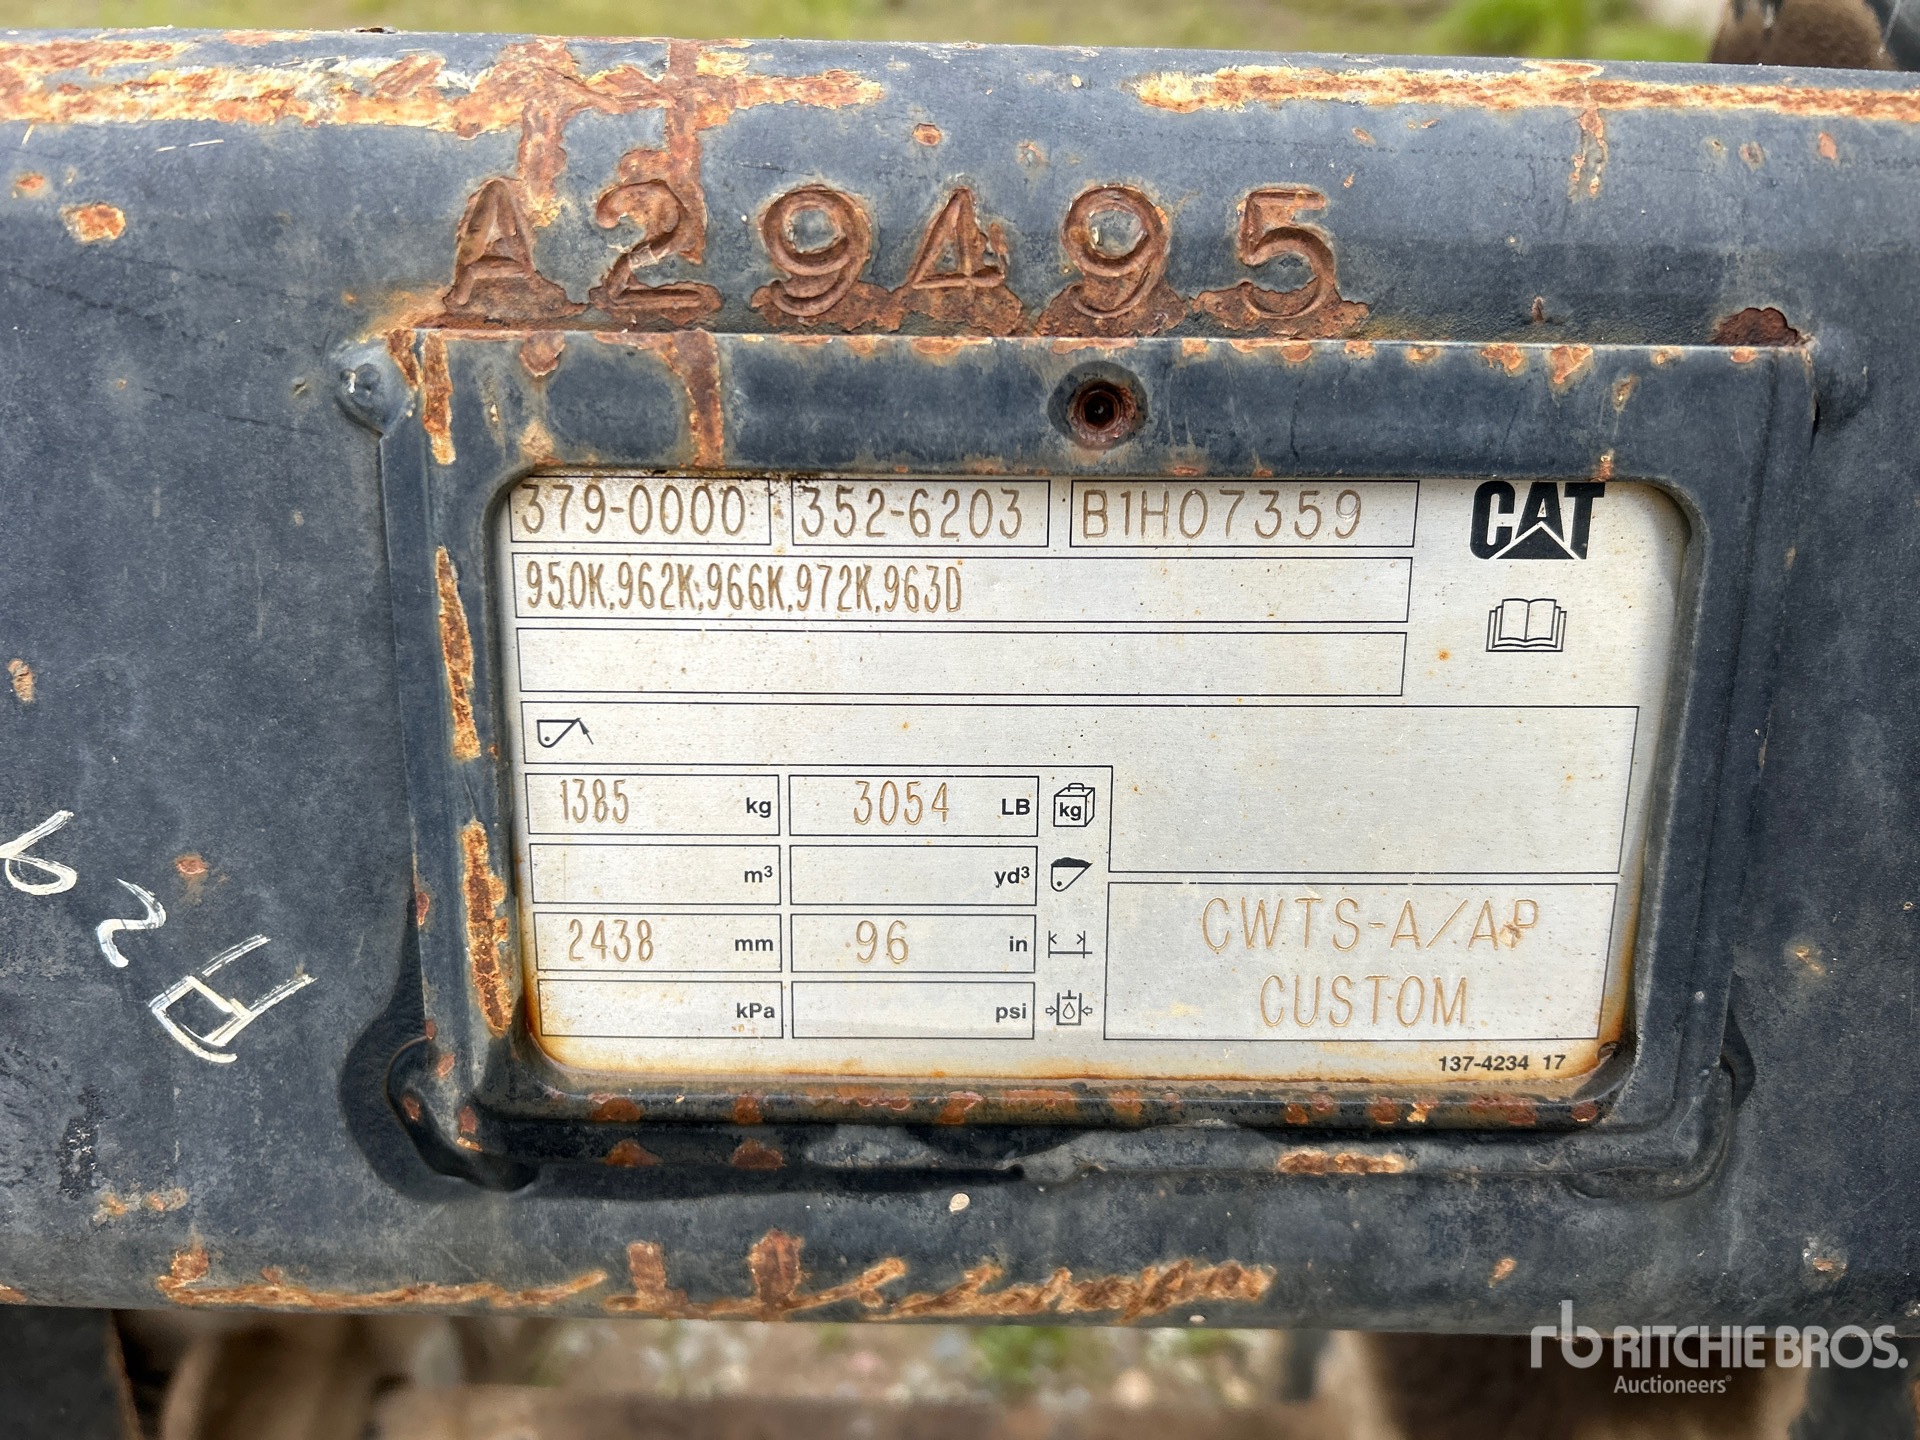 A29495
379-0000 352-6203 B1H07359 CAT
950K,962K,966K,972K,963D
1385 kg 3054 LB kg
m³ yd³
2438 mm 96 in
CWTS-A/AP
CUSTOM
kPa psi
137-4234 17
rb RITCHIE BROS.
Auctioneers